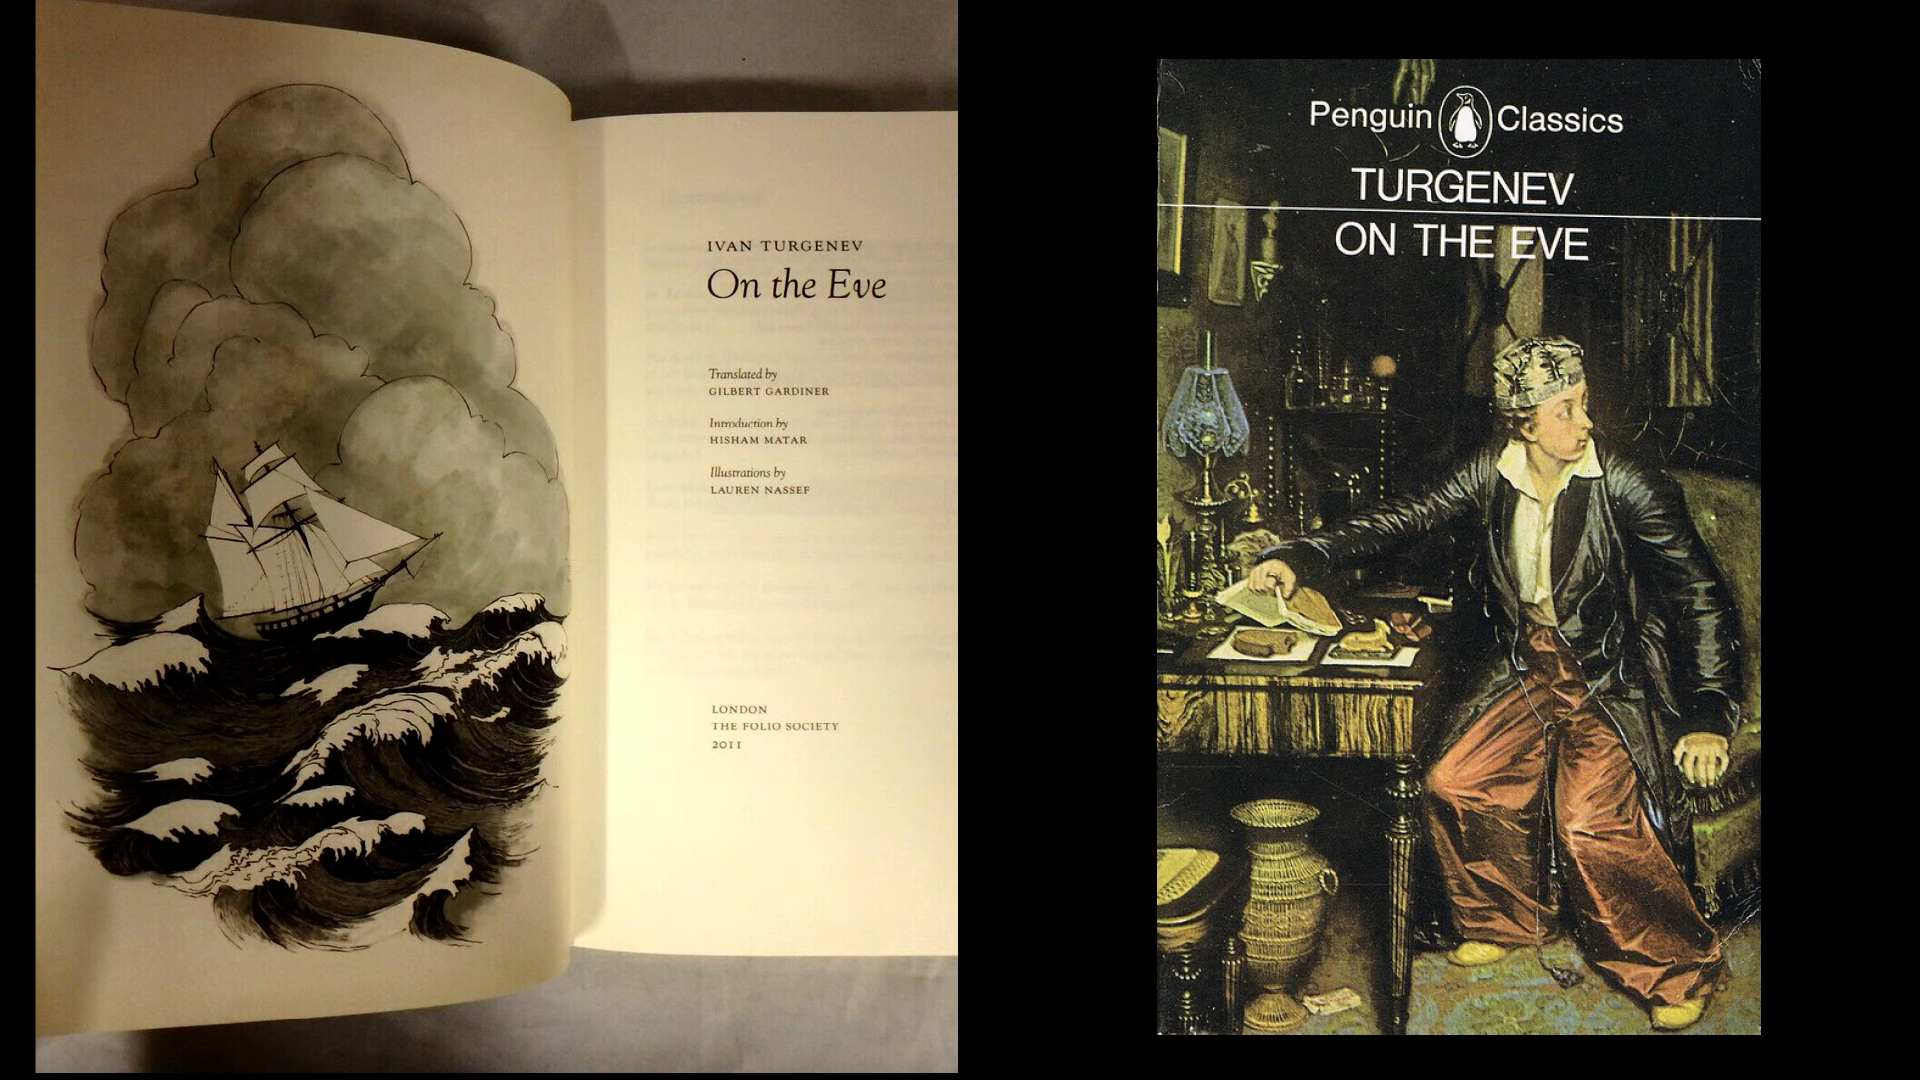 IVAN TURGENEV
On the Eve
Translated by
GILBERT GARDINER
Introduction by
HISHAM MATAR
Illustrations by
LAUREN NASSEF
LONDON
THE FOLIO SOCIETY
2011
Penguin Classics
TURGENEV
ON THE EVE